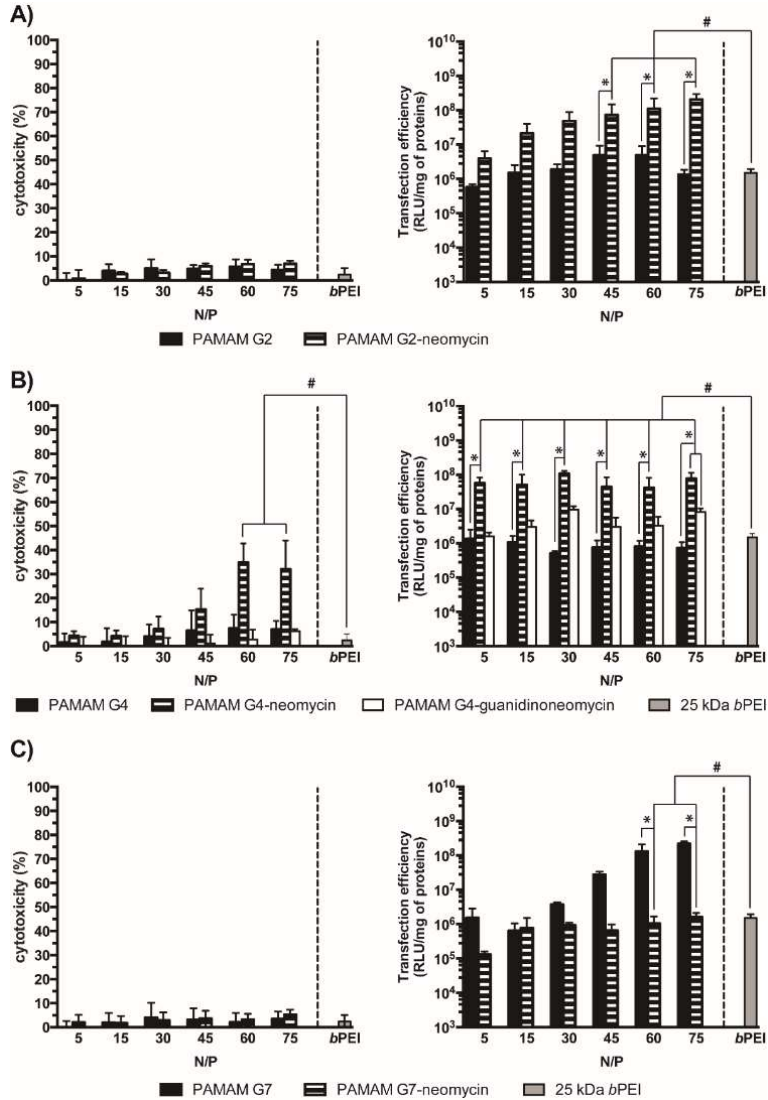 A)
cytotoxicity (%)
100
90
80
70
60
50
40
30
20
10
0
5 15 30 45 60 75 bPEI
N/P
Transfection efficiency
(RLU/mg of proteins)
10^10
10^9
10^8
10^7
10^6
10^5
10^4
10^3
* * *
#
5 15 30 45 60 75 bPEI
N/P
PAMAM G2 PAMAM G2-neomycin
B)
cytotoxicity (%)
100
90
80
70
60
50
40
30
20
10
0
#
5 15 30 45 60 75 bPEI
N/P
Transfection efficiency
(RLU/mg of proteins)
10^10
10^9
10^8
10^7
10^6
10^5
10^4
10^3
* * * * * *
#
5 15 30 45 60 75 bPEI
N/P
PAMAM G4 PAMAM G4-neomycin PAMAM G4-guanidinoneomycin 25 kDa bPEI
C)
cytotoxicity (%)
100
90
80
70
60
50
40
30
20
10
0
5 15 30 45 60 75 bPEI
N/P
Transfection efficiency
(RLU/mg of proteins)
10^10
10^9
10^8
10^7
10^6
10^5
10^4
10^3
* *
#
5 15 30 45 60 75 bPEI
N/P
PAMAM G7 PAMAM G7-neomycin 25 kDa bPEI